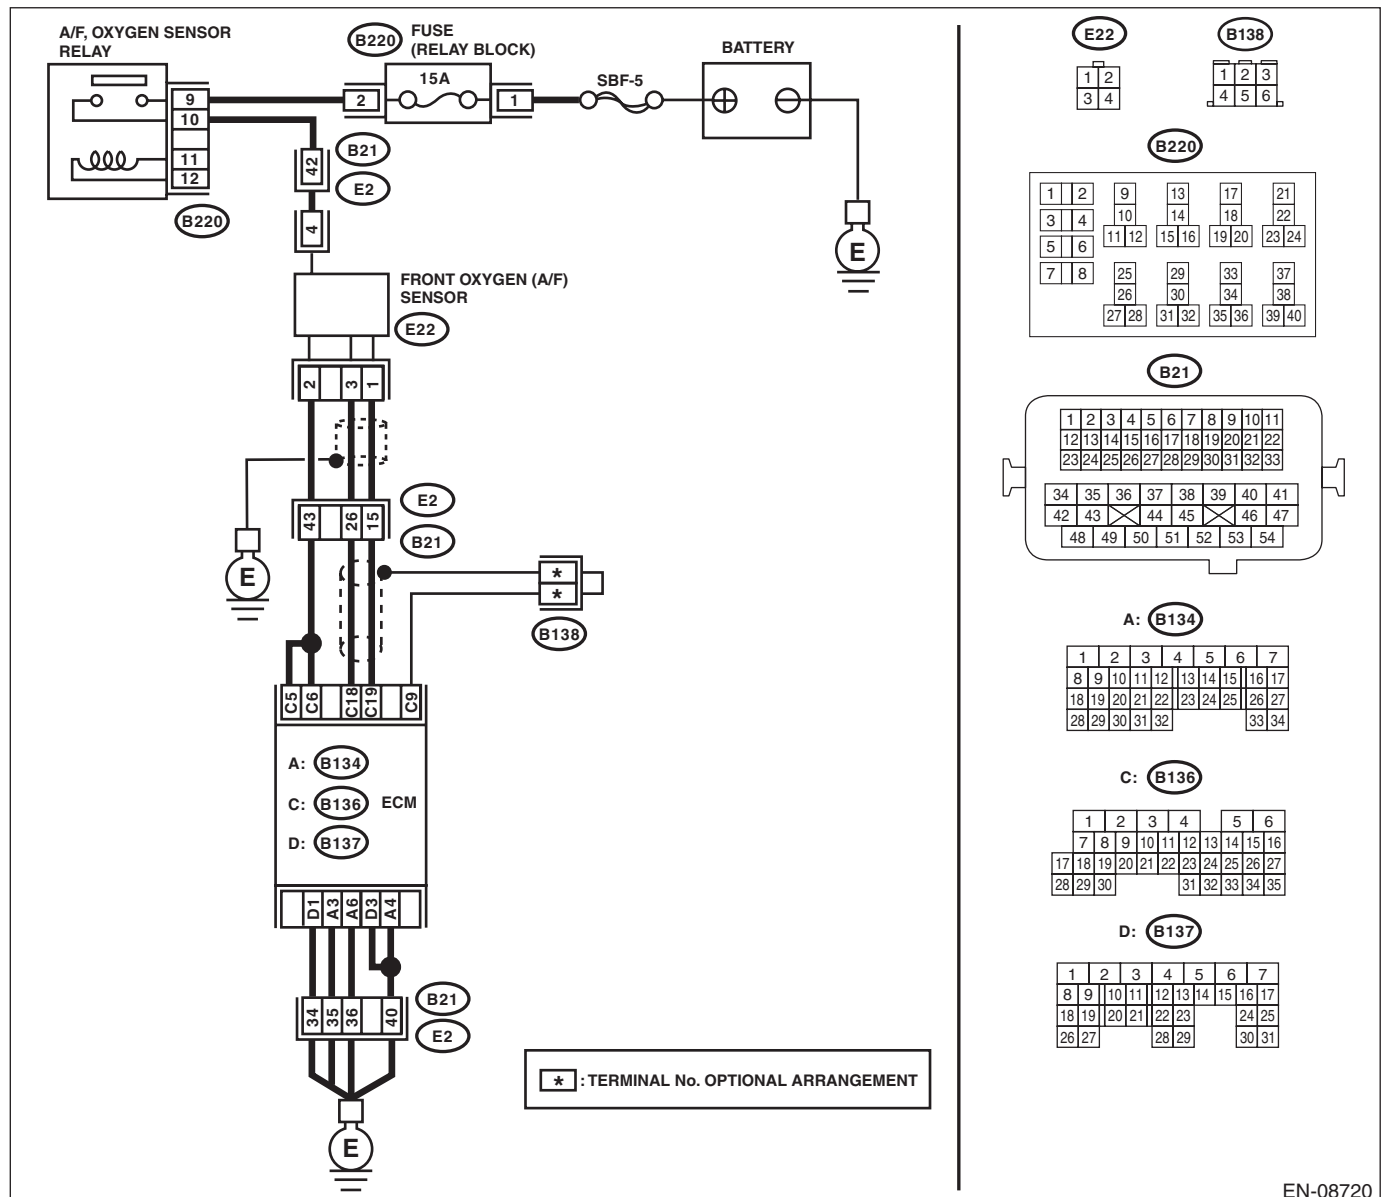 A/F, OXYGEN SENSOR
RELAY
9
10
11
12
B220
B220
FUSE
(RELAY BLOCK)
15A
2
1
SBF-5
BATTERY
E
42
B21
E2
4
FRONT OXYGEN (A/F)
SENSOR
E22
2 3 1
E
43 26 15
E2
B21
*
*
B138
C5 C6 C18 C19 C9
A: B134
C: B136 ECM
D: B137
D1 A3 A6 D3 A4
34 35 36 40
B21
E2
E
* : TERMINAL No. OPTIONAL ARRANGEMENT
E22
1 2
3 4
B138
1 2 3
4 5 6
B220
1 2 9 13 17 21
3 4 10 14 18 22
11 12 15 16 19 20 23 24
5 6
7 8 25 29 33 37
26 30 34 38
27 28 31 32 35 36 39 40
B21
1 2 3 4 5 6 7 8 9 10 11
12 13 14 15 16 17 18 19 20 21 22
23 24 25 26 27 28 29 30 31 32 33
34 35 36 37 38 39 40 41
42 43 44 45 46 47
48 49 50 51 52 53 54
A: B134
1 2 3 4 5 6 7
8 9 10 11 12 13 14 15 16 17
18 19 20 21 22 23 24 25 26 27
28 29 30 31 32 33 34
C: B136
1 2 3 4 5 6
7 8 9 10 11 12 13 14 15 16
17 18 19 20 21 22 23 24 25 26 27
28 29 30 31 32 33 34 35
D: B137
1 2 3 4 5 6 7
8 9 10 11 12 13 14 15 16 17
18 19 20 21 22 23 24 25
26 27 28 29 30 31
EN-08720